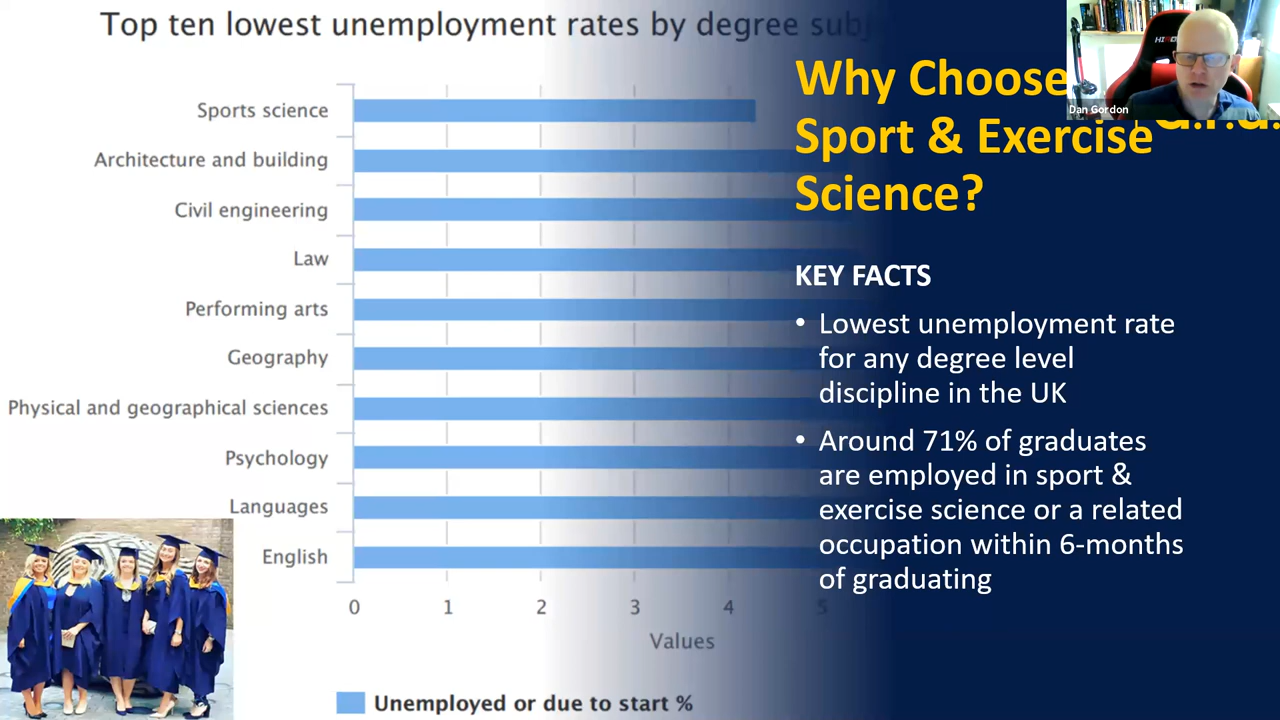 Top ten lowest unemployment rates by degree
Why Choose
Sport & Exercise
Science?
Dan Gordon
Sports science
Architecture and building
Civil engineering
Law
Performing arts
Geography
Physical and geographical sciences
Psychology
Languages
English
0 1 2 3 4 5
Values
Unemployed or due to start %
KEY FACTS
• Lowest unemployment rate
for any degree level
discipline in the UK
• Around 71% of graduates
are employed in sport &
exercise science or a related
occupation within 6-months
of graduating